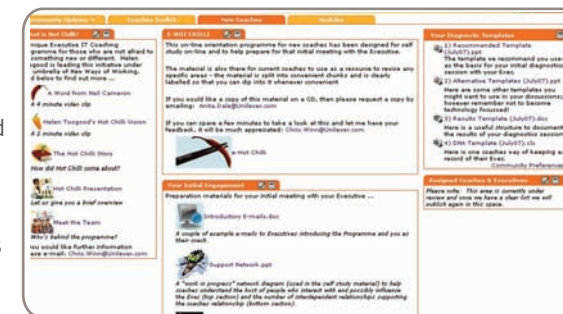 ommunity Options
Coaches Toolkit
New Coaches
Modules
hat is Hot Chilli?
nique Executive IT Coaching
rogramme for those who are not afraid to
something new or different. Helen
ogood is leading this initiative under
umbrella of New Ways of Working.
d below to find out more ...
A Word from Neil Cameron
A 4 minute video clip
Helen Toogood's Hot Chilli Vision
A 2 minute video clip
The Hot Chilli Story
How did Hot Chilli come about?
Hot Chilli Presentation
Let us give you a brief overview
Meet the Team
Who's behind the programme?
ou would like further information
ase e-mail: Chris.Winn@Unilever.com
E-HOT CHILLI
This on-line orientation programme for new coaches has been designed for self
study on-line and to help prepare for that initial meeting with the Executive.
The material is also there for current coaches to use as a resource to revise any
specific areas - the material is split into convenient chunks and is clearly
labelled so that you can dip into it whenever convenient
If you would like a copy of this material on a CD, then please request a copy by
emailing: Anita.Dale@Unilever.com
If you can spare a few minutes to take a look at this and let me have your
feedback, it will be much appreciated: Chris.Winn@Unilever.com
e-Hot Chilli
Your Initial Engagement
Preparation materials for your initial meeting with your Executive ...
Introductory E-mails.doc
A couple of example e-mails to Executives introducing the Programme and you as
their coach.
Support Network.ppt
A "work in progress" network diagram (used in the self study material) to help
coaches understand the host of people who interact with and possibly influence
the Exec (top section) and the number of interdependent relationships supporting
the coaches relationship (bottom section).
Your Diagnostic Templates
1) Recommended Template
(July07).ppt
The template we recommend you use
as the basis for your initial diagnostic
session with your Exec.
2) Alternative Templates (July07).ppt
Here are some other templates you
might want to use in your discussions;
however remember not to become
technology focussed!
3) Results Template (July07).doc
Here is a useful structure to document
the results of your diagnostic session
4) DNA Template (July07).xls
Here is one coaches way of keeping a
record of their Exec.
Community Preferences
Assigned Coaches & Executives
Please note: This area is currently under
review and once we have a clear list we will
publish again in this space.